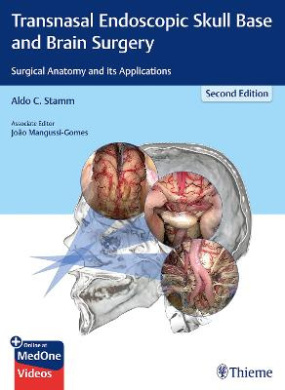 Transnasal Endoscopic Skull Base
and Brain Surgery
Surgical Anatomy and Its Applications
Second Edition
Aldo C. Stamm
Associate Editor
João Mangussi-Gomes
+ Online at
MedOne
Videos
Thieme